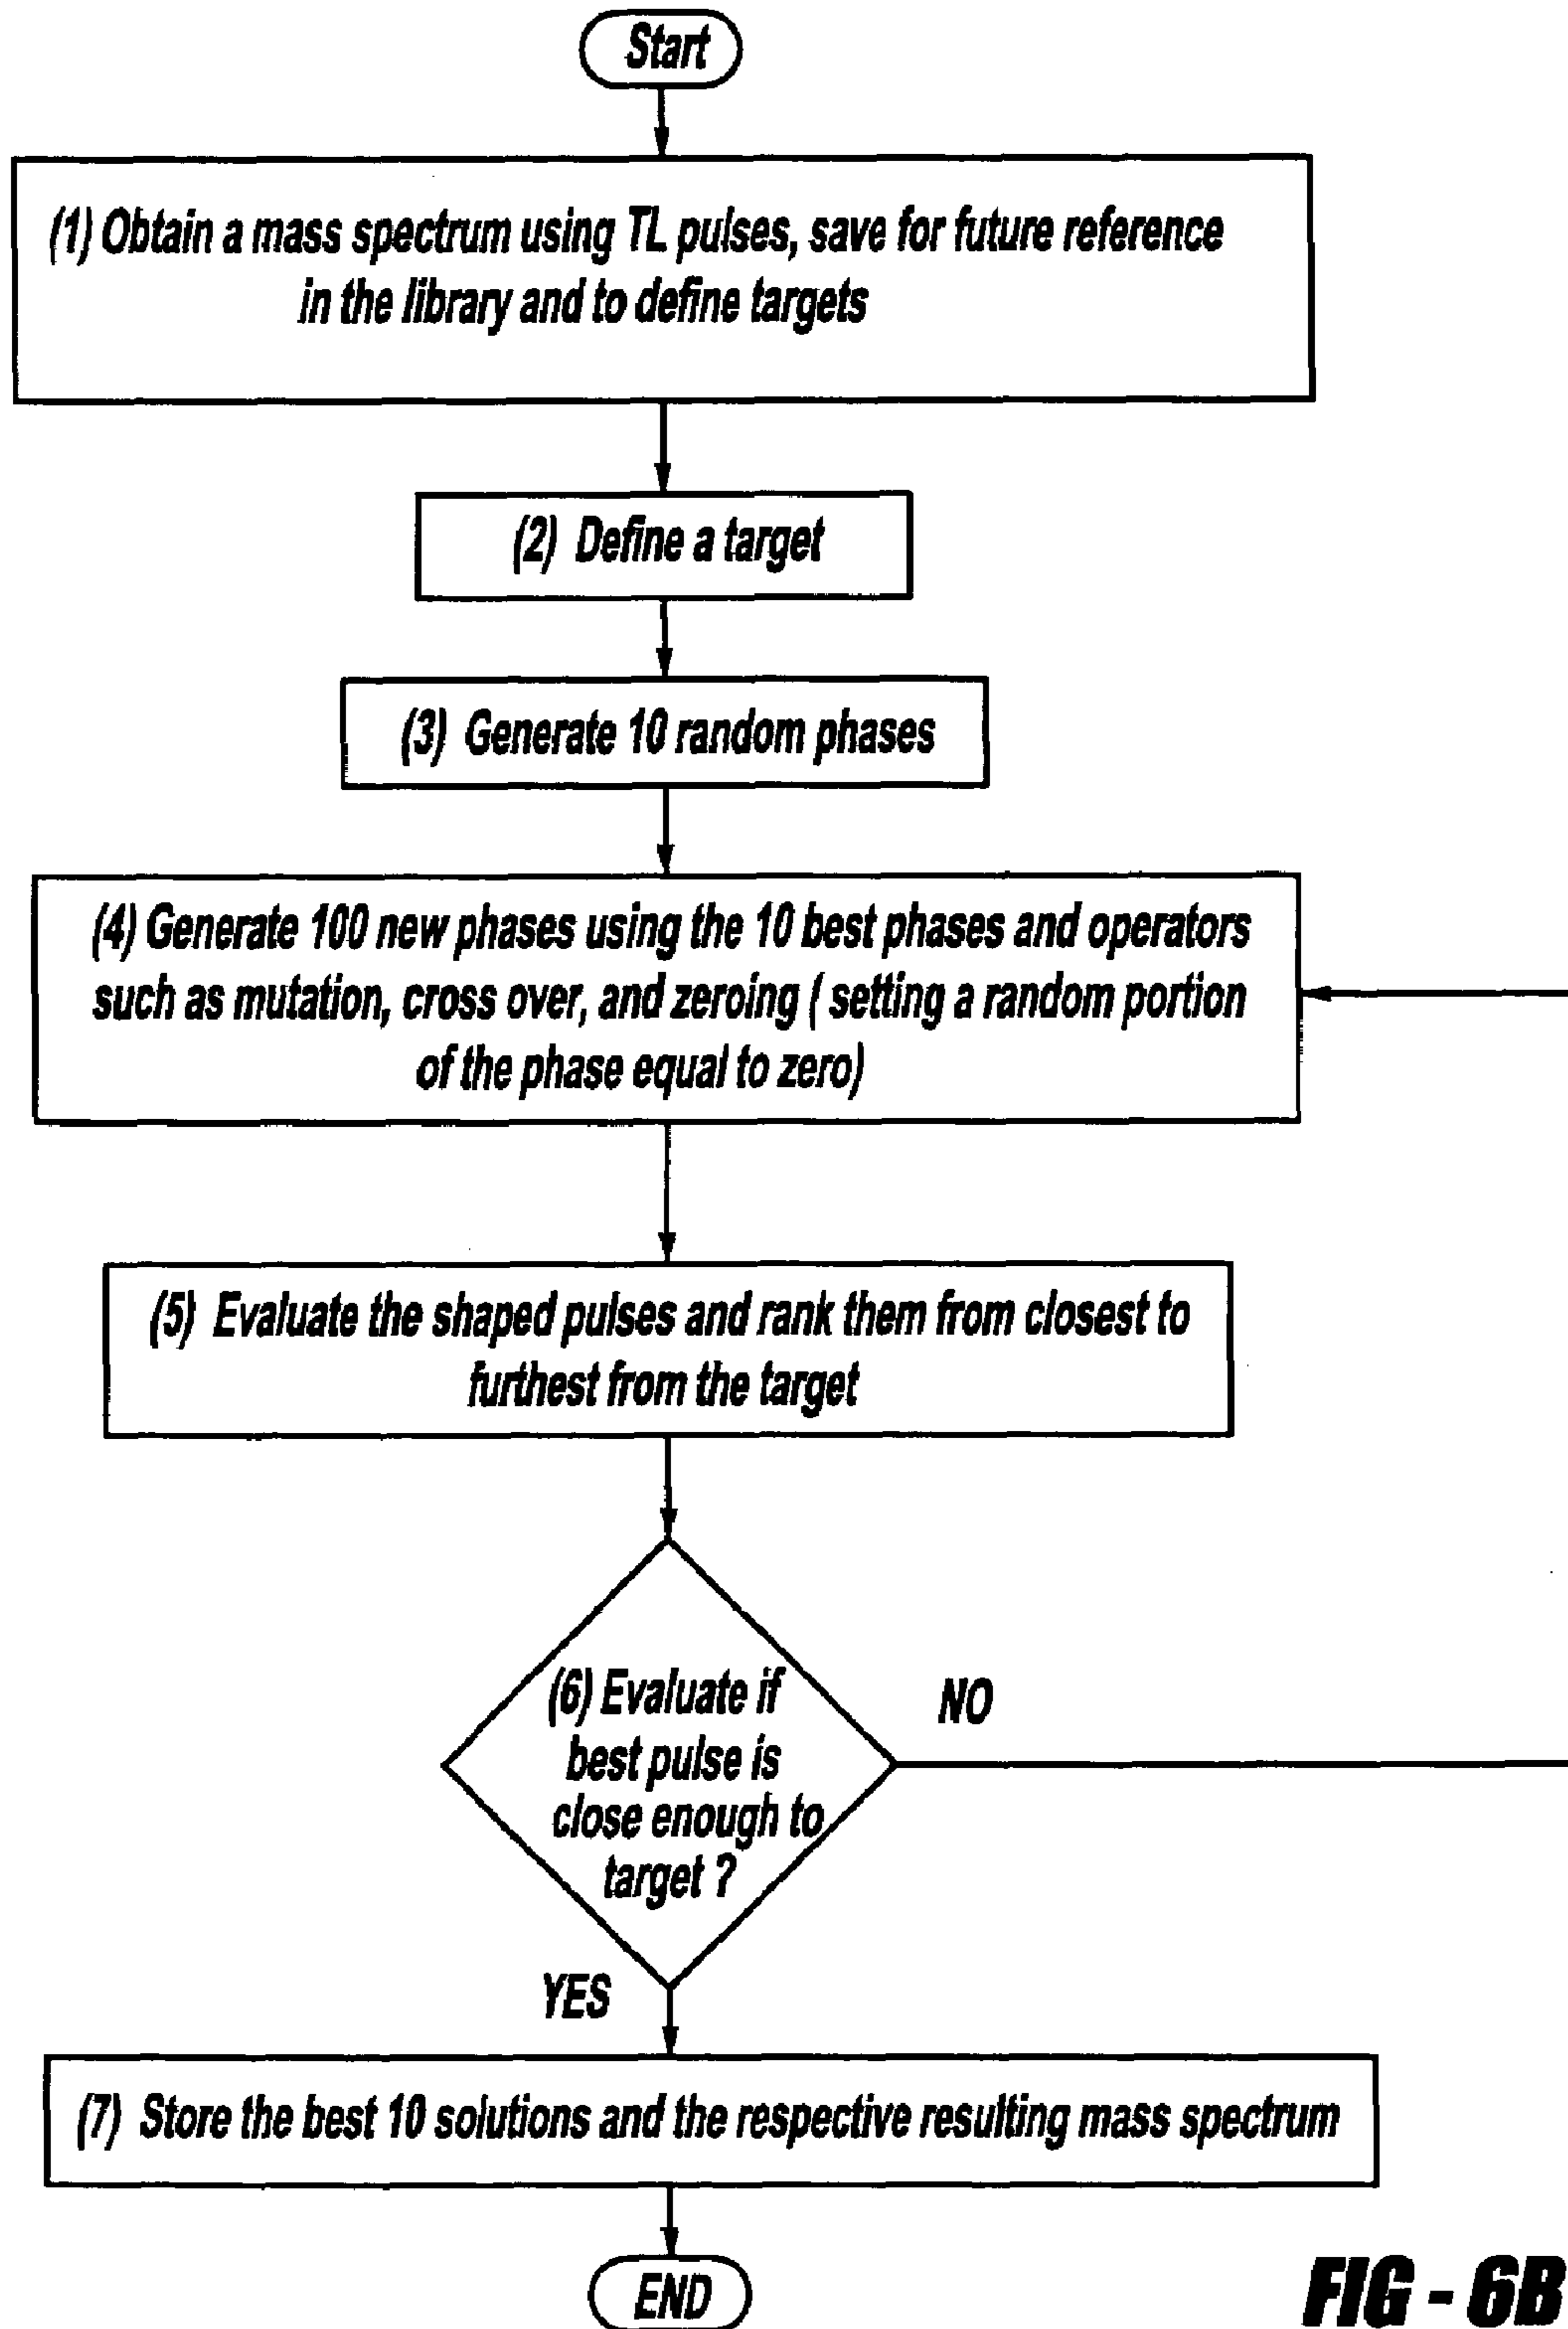 Start
(1) Obtain a mass spectrum using TL pulses, save for future reference
in the library and to define targets
(2) Define a target
(3) Generate 10 random phases
(4) Generate 100 new phases using the 10 best phases and operators
such as mutation, cross over, and zeroing ( setting a random portion
of the phase equal to zero)
(5) Evaluate the shaped pulses and rank them from closest to
furthest from the target
(6) Evaluate if
best pulse is
close enough to
target ?
NO
YES
(7) Store the best 10 solutions and the respective resulting mass spectrum
END
FIG - 6B